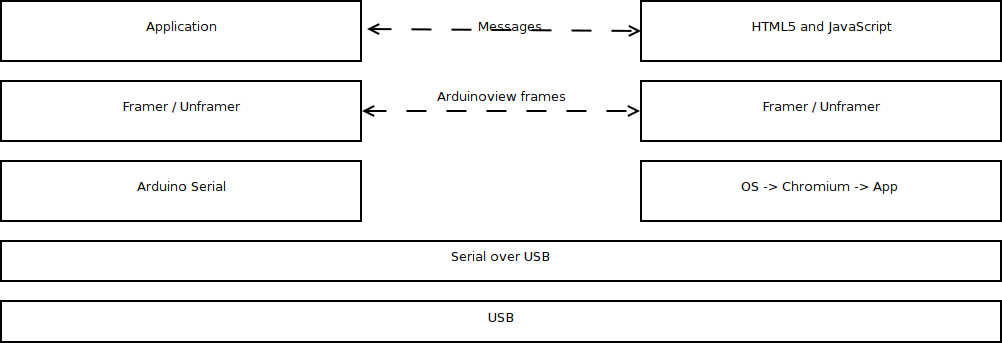 Application
Messages
HTML5 and JavaScript
Framer / Unframer
Arduinoview frames
Framer / Unframer
Arduino Serial
OS -> Chromium -> App
Serial over USB
USB